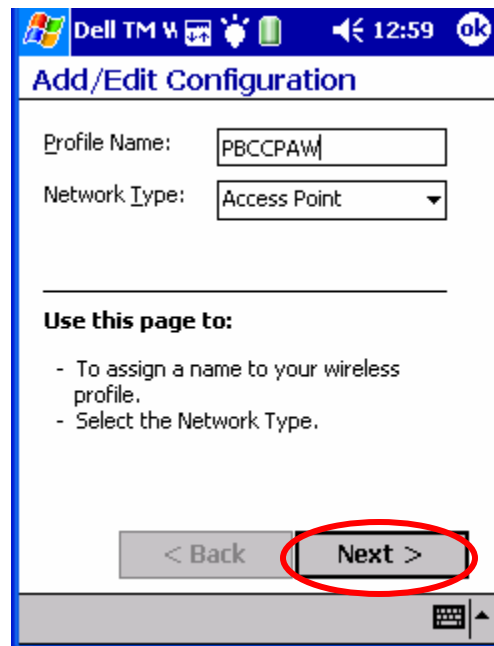 Dell TM W 12:59 ok
Add/Edit Configuration
Profile Name: PBCCPAW
Network Type: Access Point
Use this page to:
- To assign a name to your wireless
profile.
- Select the Network Type.
< Back Next >